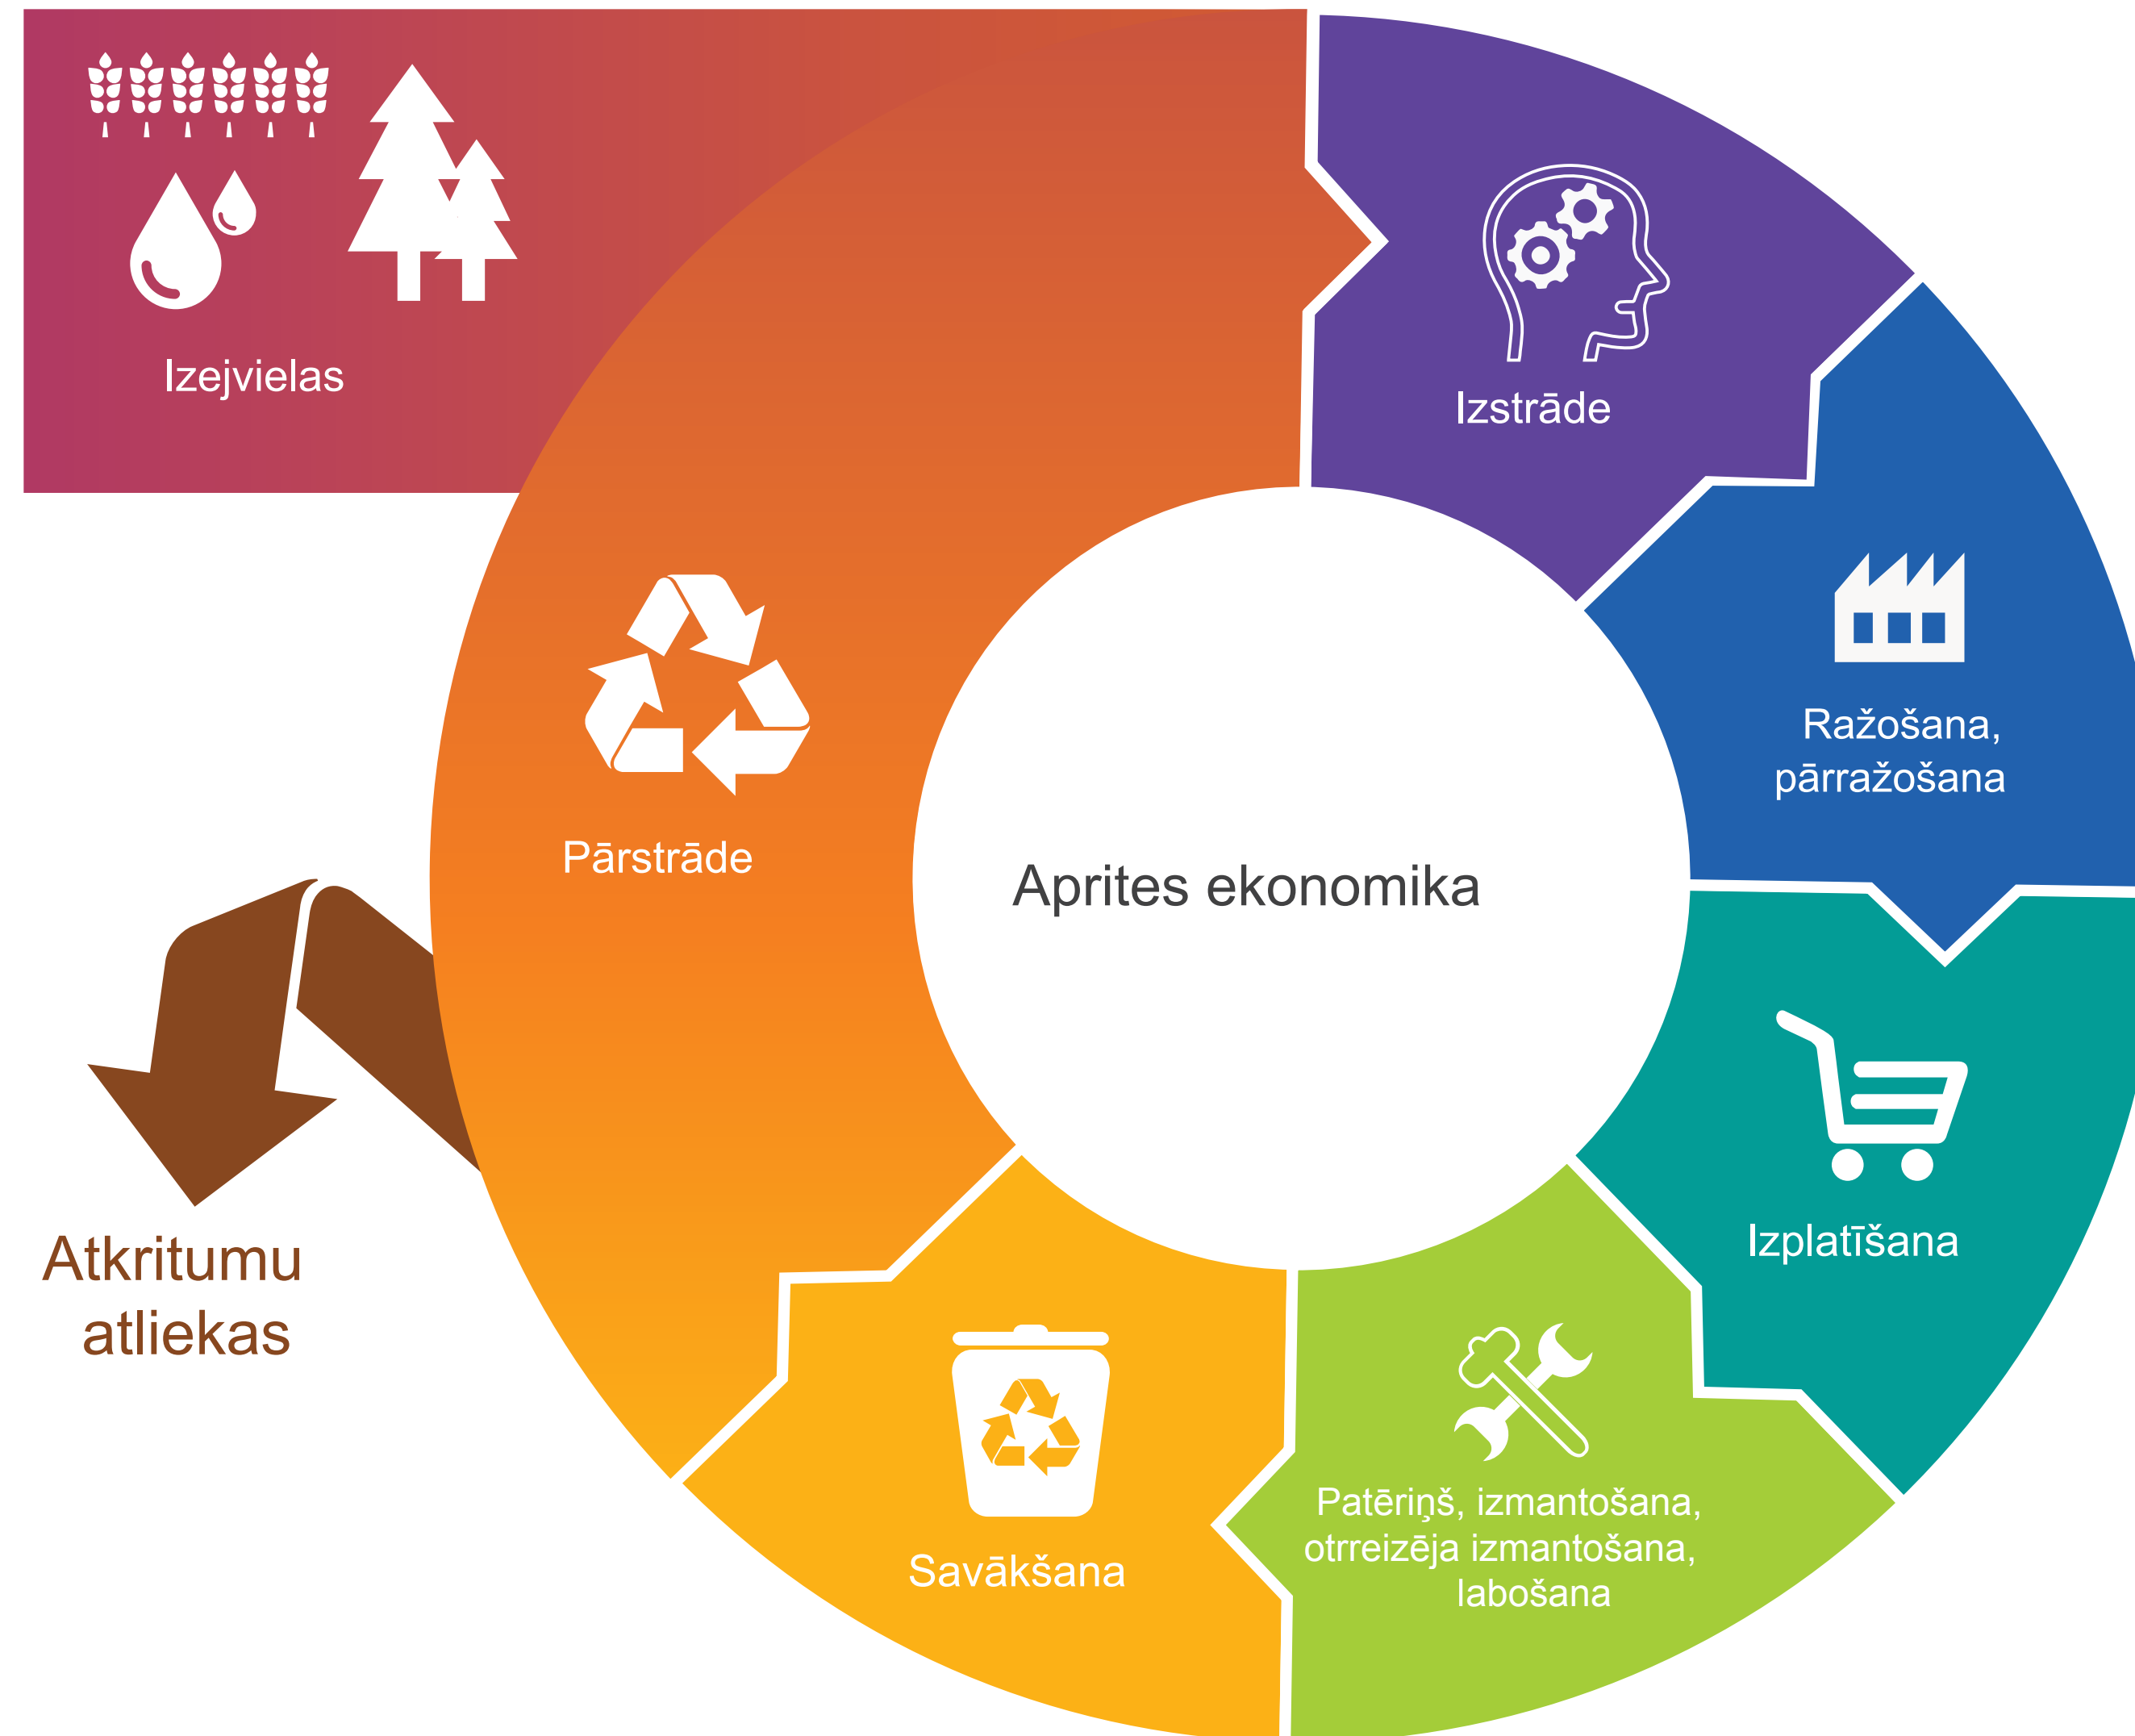 Izejvielas
Izstrāde
Ražošana,
pārražošana
Pārstrāde
Aprites ekonomika
Izplatīšana
Atkritumu
atliekas
Patēriņš, izmantošana,
otrreizēja izmantošana,
labošana
Savākšana